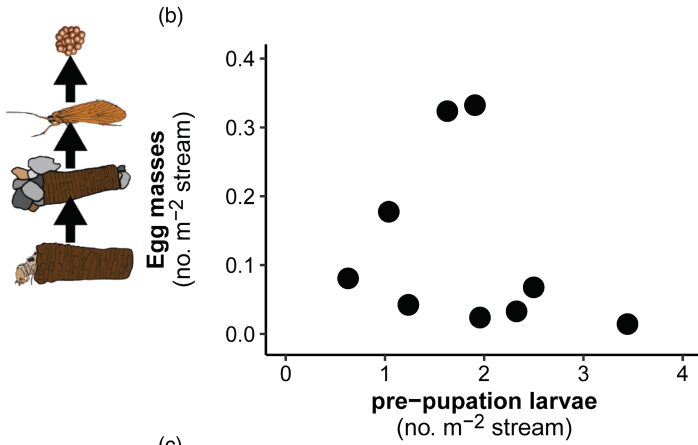 (b)
Egg masses
(no. m−2 stream)
0.4
0.3
0.2
0.1
0.0
0
1
2
3
4
pre−pupation larvae
(no. m−2 stream)
(c)